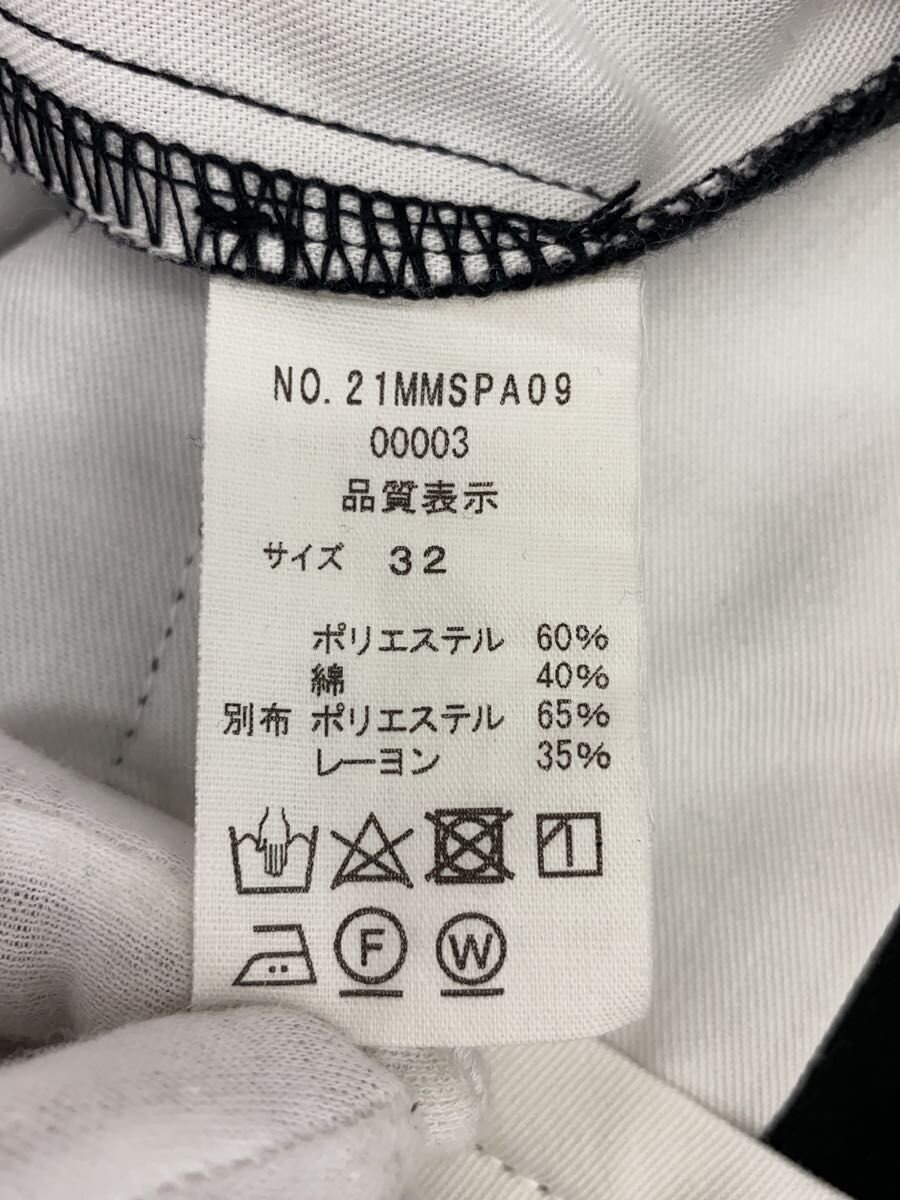 NO.21MMSPA09
00003
品質表示
サイズ 32
ポリエステル 60%
綿 40%
別布 ポリエステル 65%
レーヨン 35%
F W